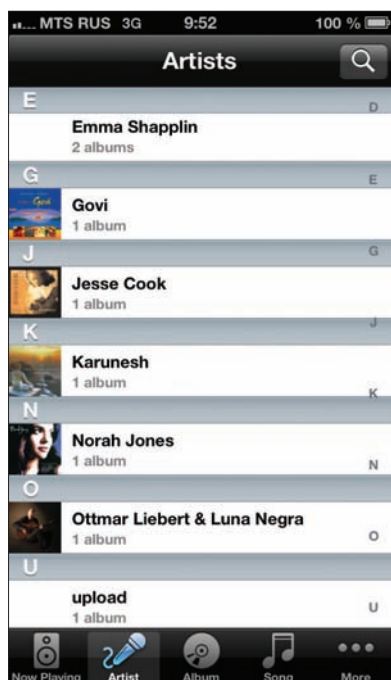 MTS RUS 3G 9:52 100 %
Artists
E
Emma Shapplin
2 albums
G
Govi
1 album
J
Jesse Cook
1 album
K
Karunesh
1 album
N
Norah Jones
1 album
O
Ottmar Liebert & Luna Negra
1 album
U
upload
1 album
D
E
G
J
K
N
O
U
Now Playing Artist Album Song More